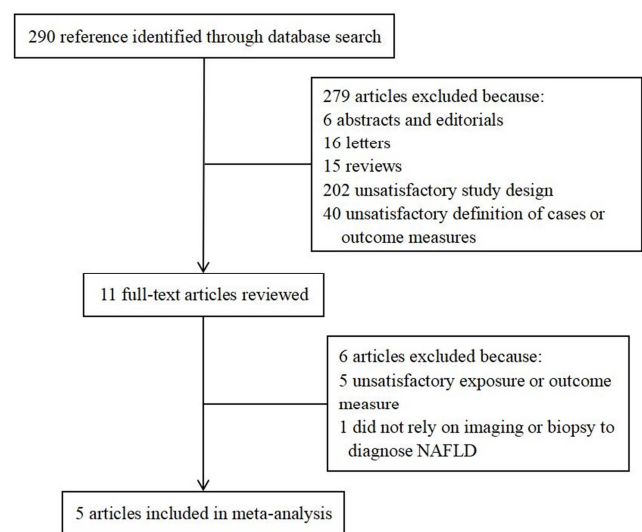 290 reference identified through database search
279 articles excluded because:
6 abstracts and editorials
16 letters
15 reviews
202 unsatisfactory study design
40 unsatisfactory definition of cases or
outcome measures
11 full-text articles reviewed
6 articles excluded because:
5 unsatisfactory exposure or outcome
measure
1 did not rely on imaging or biopsy to
diagnose NAFLD
5 articles included in meta-analysis